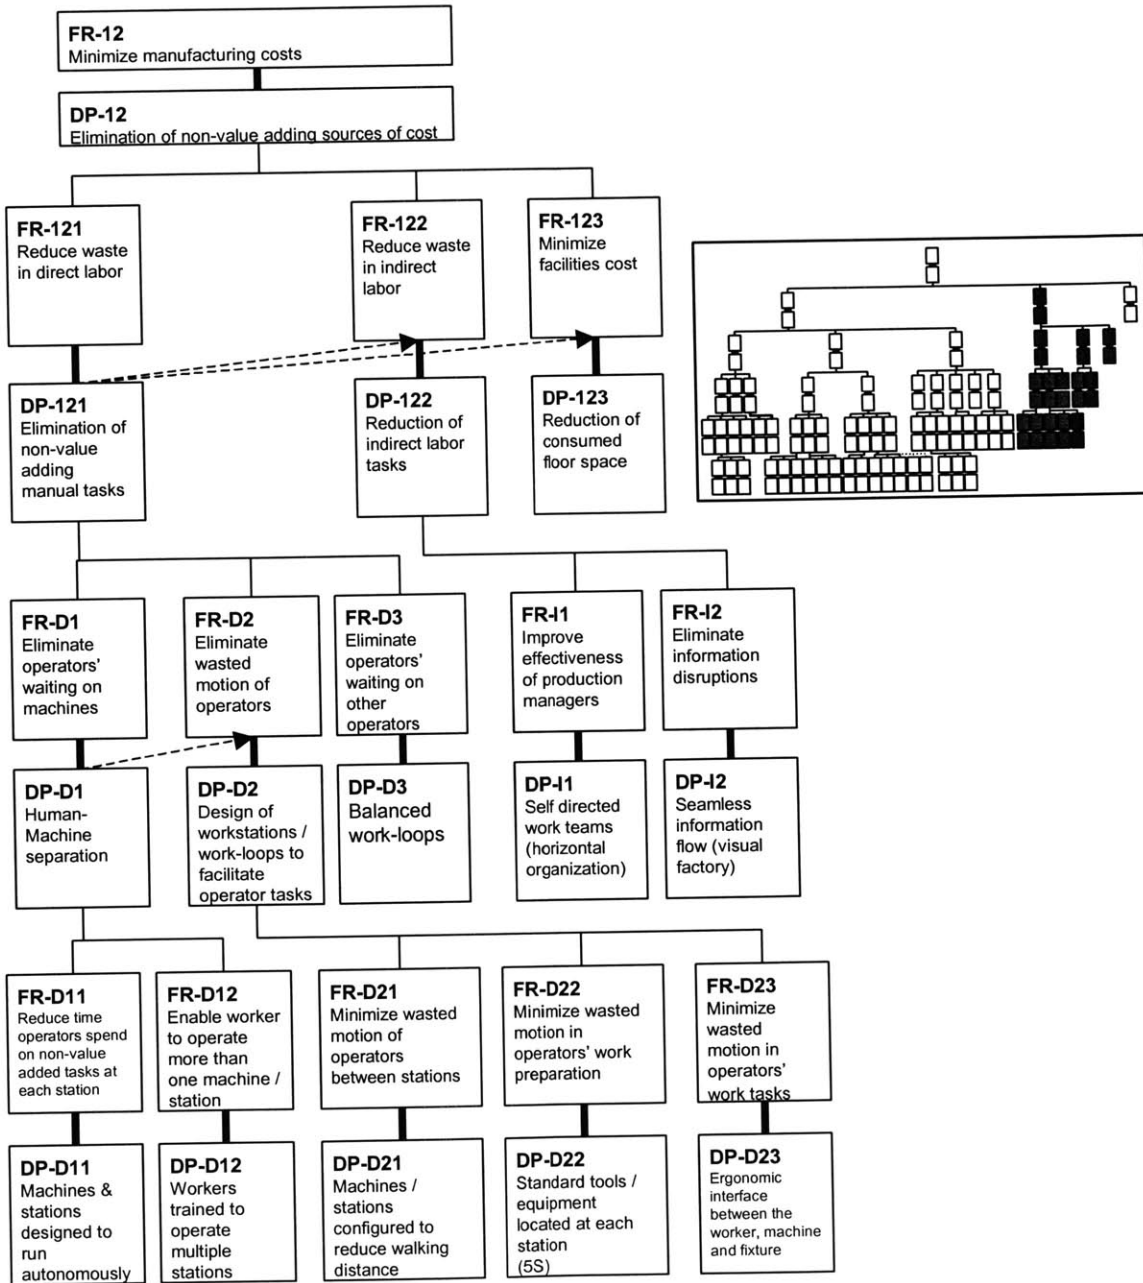 FR-12
Minimize manufacturing costs
DP-12
Elimination of non-value adding sources of cost
FR-121
Reduce waste
in direct labor
FR-122
Reduce waste
in indirect
labor
FR-123
Minimize
facilities cost
DP-121
Elimination of
non-value
adding
manual tasks
DP-122
Reduction of
indirect labor
tasks
DP-123
Reduction of
consumed
floor space
FR-D1
Eliminate
operators'
waiting on
machines
FR-D2
Eliminate
wasted
motion of
operators
FR-D3
Eliminate
operators'
waiting on
other
operators
FR-I1
Improve
effectiveness
of production
managers
FR-I2
Eliminate
information
disruptions
DP-D1
Human-
Machine
separation
DP-D2
Design of
workstations /
work-loops to
facilitate
operator tasks
DP-D3
Balanced
work-loops
DP-I1
Self directed
work teams
(horizontal
organization)
DP-I2
Seamless
information
flow (visual
factory)
FR-D11
Reduce time
operators spend
on non-value
added tasks at
each station
FR-D12
Enable worker
to operate
more than
one machine /
station
FR-D21
Minimize wasted
motion of
operators
between stations
FR-D22
Minimize wasted
motion in
operators' work
preparation
FR-D23
Minimize
wasted
motion in
operators'
work tasks
DP-D11
Machines &
stations
designed to
run
autonomously
DP-D12
Workers
trained to
operate
multiple
stations
DP-D21
Machines /
stations
configured to
reduce walking
distance
DP-D22
Standard tools /
equipment
located at each
station
(5S)
DP-D23
Ergonomic
interface
between the
worker, machine
and fixture